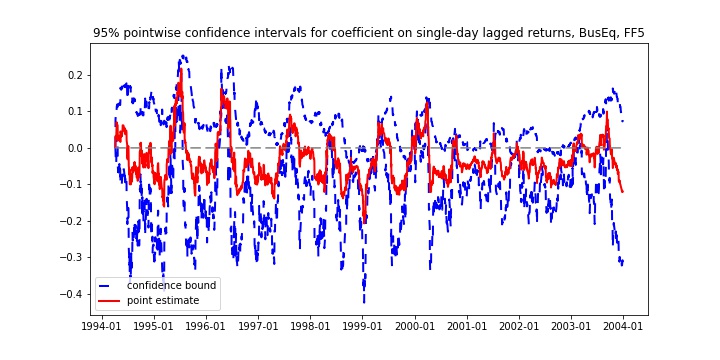 95% pointwise confidence intervals for coefficient on single-day lagged returns, BusEq, FF5
0.2
0.1
0.0
−0.1
−0.2
−0.3
−0.4
confidence bound
point estimate
1994-01 1995-01 1996-01 1997-01 1998-01 1999-01 2000-01 2001-01 2002-01 2003-01 2004-01